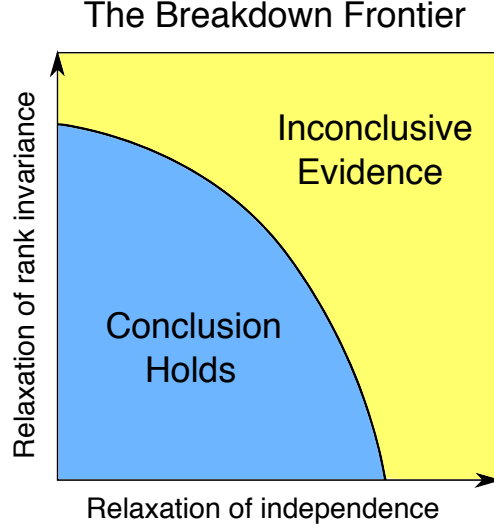 The Breakdown Frontier
Relaxation of rank invariance
Inconclusive
Evidence
Conclusion
Holds
Relaxation of independence